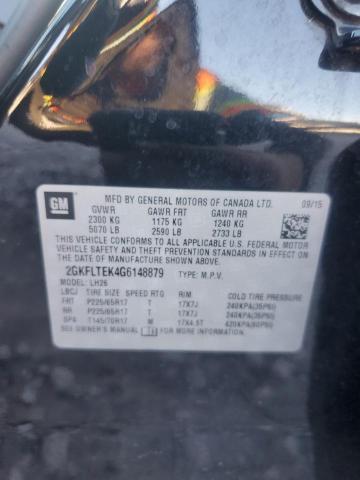 GM
MFD BY GENERAL MOTORS OF CANADA LTD. 09/15
GVWR GAWR FRT GAWR RR
2300 KG 1175 KG 1240 KG
5070 LB 2590 LB 2733 LB
THIS VEHICLE CONFORMS TO ALL APPLICABLE U.S. FEDERAL MOTOR
VEHICLE SAFETY, BUMPER, AND THEFT PREVENTION STANDARDS
IN EFFECT ON THE DATE OF MANUFACTURE SHOWN ABOVE.
2GKFLTEK4G6148879 TYPE: M.P.V.
MODEL: LH26
LBCJ TIRE SIZE SPEED RTG RIM COLD TIRE PRESSURE
FRT P225/65R17 T 17X7J 240KPA(35PSI)
RR P225/65R17 T 17X7J 240KPA(35PSI)
SPA T145/70R17 M 17X4.5T 420KPA(60PSI)
SEE OWNER'S MANUAL FOR MORE INFORMATION.